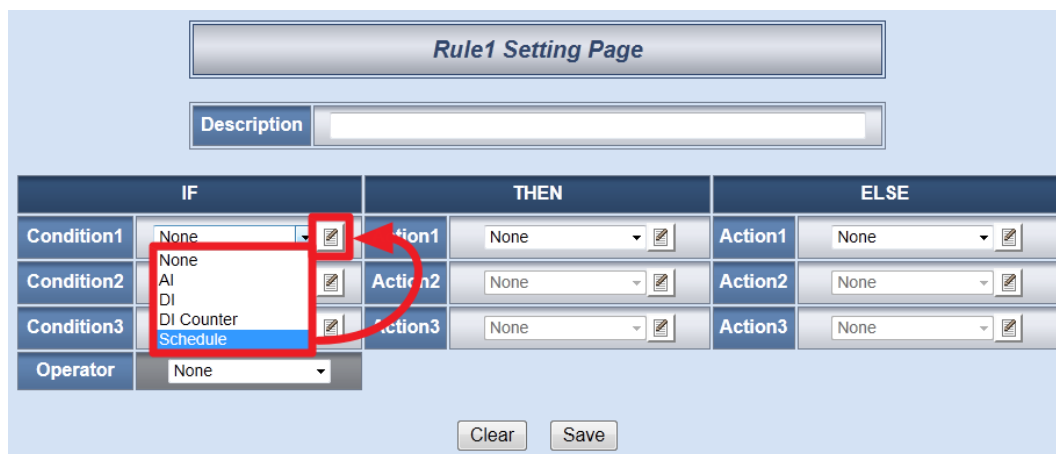 Rule1 Setting Page
Description
IF THEN ELSE
Condition1 None Action1 None Action1 None
None
AI
DI
DI Counter
Schedule
Condition2 Action2 None Action2 None
Condition3 Action3 None Action3 None
Operator None
Clear Save